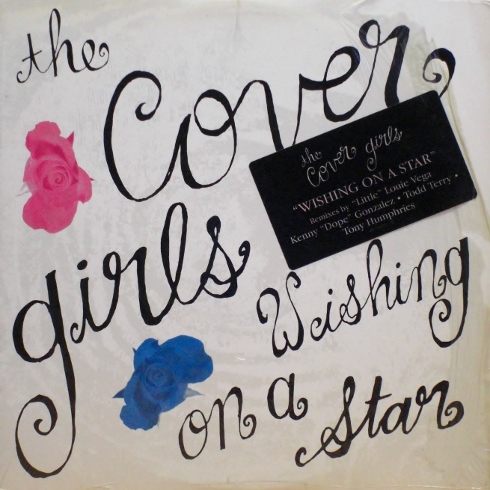 the
Cover
girls
Wishing
on a Star
the
cover girls
"WISHING ON A STAR"
Remixes by "Little" Louie Vega
Kenny "Dope" Gonzalez • Todd Terry •
Tony Humphries